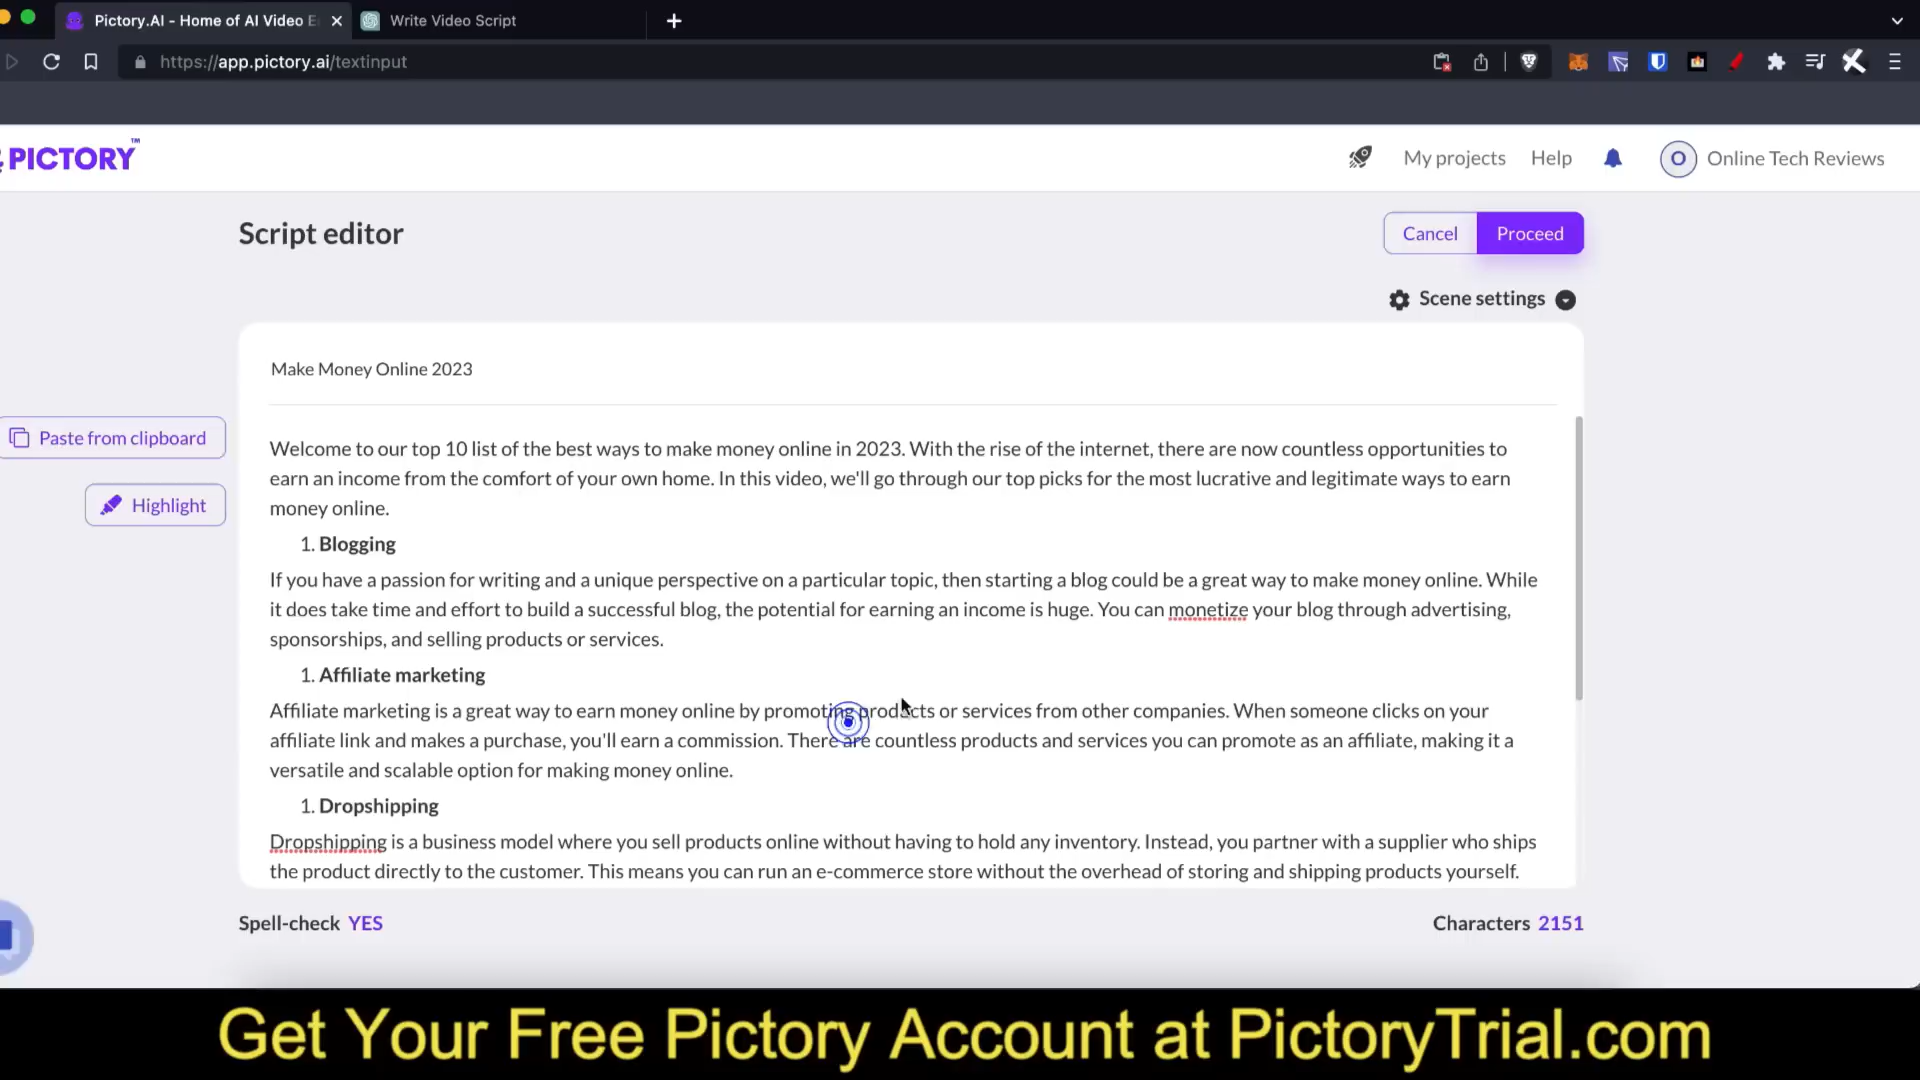 Pictory.AI - Home of AI Video E
Write Video Script
https://app.pictory.ai/textinput
PICTORY™
My projects
Help
O
Online Tech Reviews
Script editor
Cancel
Proceed
Scene settings
Make Money Online 2023
Paste from clipboard
Highlight
Welcome to our top 10 list of the best ways to make money online in 2023. With the rise of the internet, there are now countless opportunities to
earn an income from the comfort of your own home. In this video, we'll go through our top picks for the most lucrative and legitimate ways to earn
money online.
1. Blogging
If you have a passion for writing and a unique perspective on a particular topic, then starting a blog could be a great way to make money online. While
it does take time and effort to build a successful blog, the potential for earning an income is huge. You can monetize your blog through advertising,
sponsorships, and selling products or services.
1. Affiliate marketing
Affiliate marketing is a great way to earn money online by promoting products or services from other companies. When someone clicks on your
affiliate link and makes a purchase, you'll earn a commission. There are countless products and services you can promote as an affiliate, making it a
versatile and scalable option for making money online.
1. Dropshipping
Dropshipping is a business model where you sell products online without having to hold any inventory. Instead, you partner with a supplier who ships
the product directly to the customer. This means you can run an e-commerce store without the overhead of storing and shipping products yourself.
Spell-check YES
Characters 2151
Get Your Free Pictory Account at PictoryTrial.com